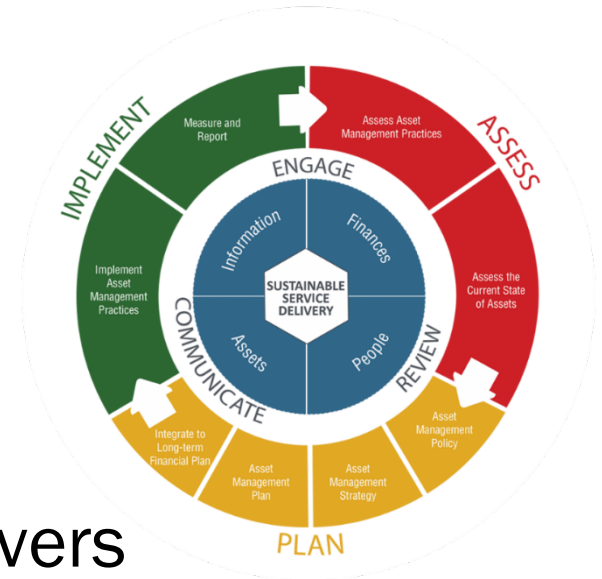 IMPLEMENT
Measure and
Report
Assess Asset
Management Practices
ASSESS
ENGAGE
Information
Finances
Implement
Asset
Management
Practices
SUSTAINABLE
SERVICE
DELIVERY
Assess the
Current State
of Assets
COMMUNICATE
Assets
People
REVIEW
Integrate to
Long-term
Financial Plan
Asset
Management
Plan
Asset
Management
Strategy
Asset
Management
Policy
PLAN
vers